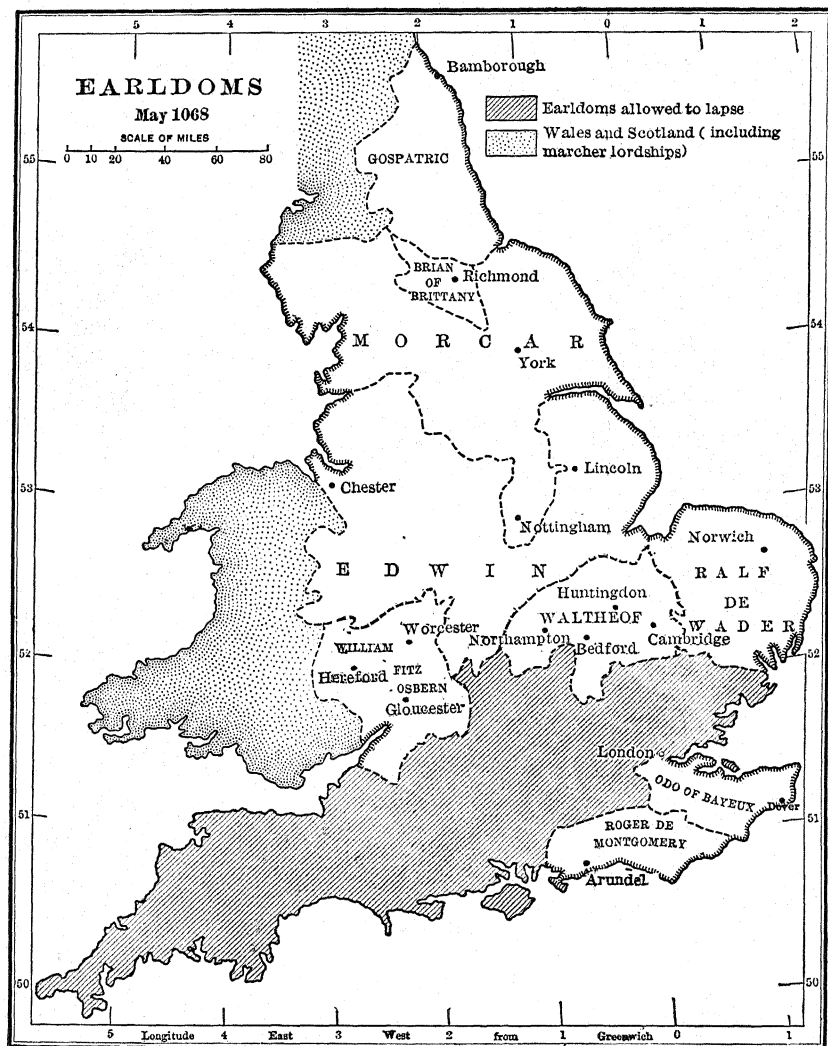 5 4 3 2 1 0 1
EARLDOMS
May 1068
SCALE OF MILES
0 10 20 40 60 80
Bamborough
Earldoms allowed to lapse
Wales and Scotland (including
marcher lordships)
55
55
GOSPATRIC
BRIAN
OF
BRITTANY
Richmond
54
54
MORCAR
York
Lincoln
Chester
53
53
Nottingham
Norwich
EDWIN
RALF
DE
WADER
Huntingdon
WALTHEOF
Northampton
Bedford
Cambridge
Worcester
WILLIAM
Hereford
FITZ
OSBERN
Gloucester
52
52
London
ODO OF BAYEUX
Dover
51
51
ROGER DE
MONTGOMERY
Arundel
50
50
5 Longitude 4 East 3 West 2 from 1 Greenwich 0 1